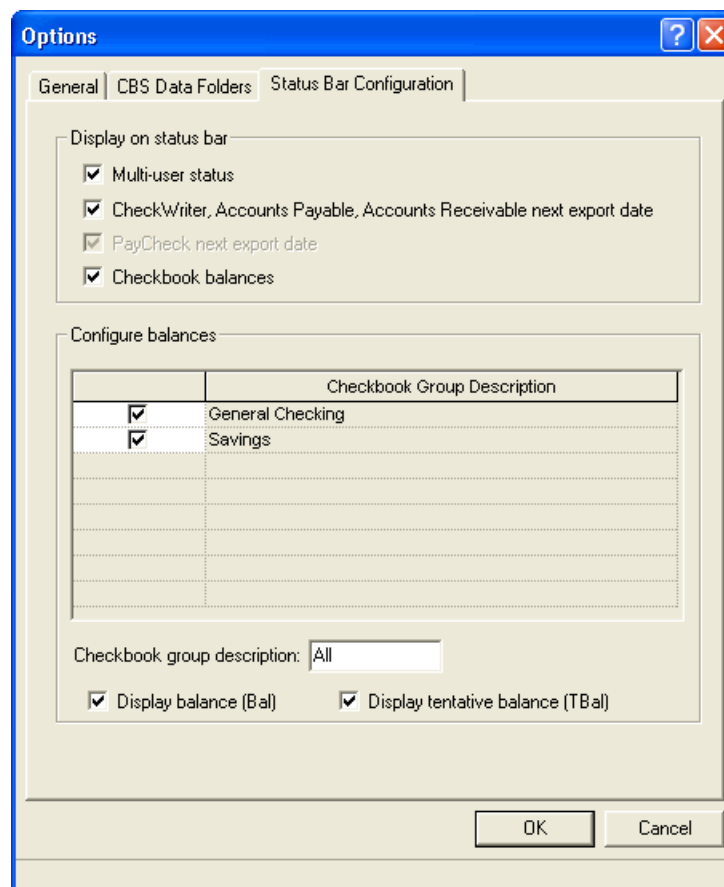 Options
General CBS Data Folders Status Bar Configuration
Display on status bar
Multi-user status
CheckWriter, Accounts Payable, Accounts Receivable next export date
PayCheck next export date
Checkbook balances
Configure balances
Checkbook Group Description
General Checking
Savings
Checkbook group description: All
Display balance (Bal) Display tentative balance (TBal)
OK Cancel